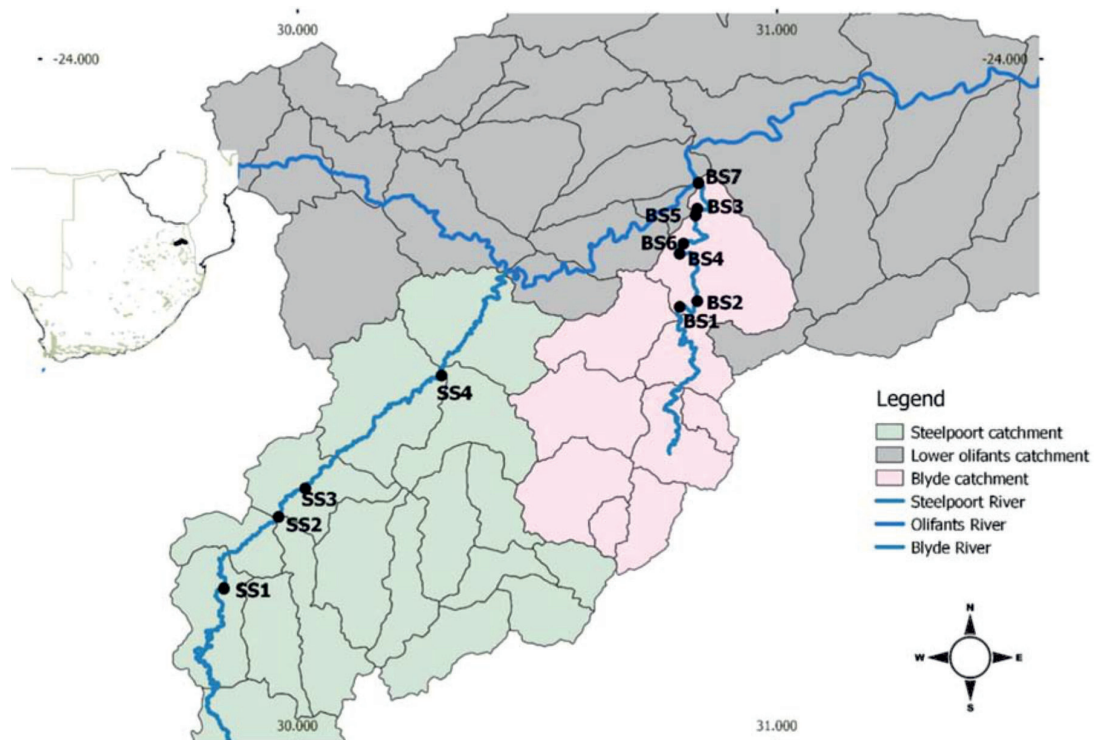 30.000
31.000
-24.000
-24.000
BS7
BS3
BS5
BS6
BS4
BS2
BS1
SS4
SS3
SS2
SS1
Legend
Steelpoort catchment
Lower olifants catchment
Blyde catchment
Steelpoort River
Olifants River
Blyde River
N
W
E
S
30.000
31.000